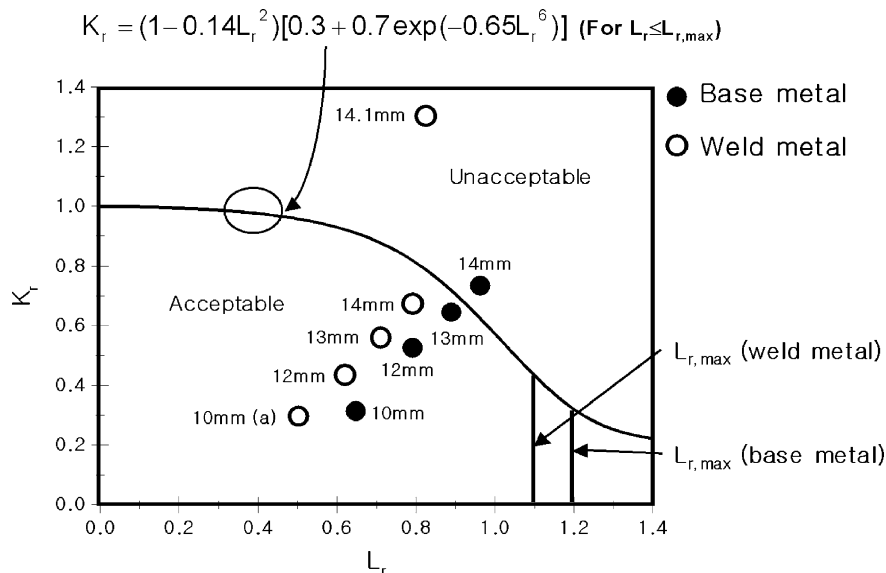 K_r = (1−0.14L_r^2)[0.3+0.7exp(−0.65L_r^6)] (For L_r≤L_r,max)
1.4
1.2
1.0
0.8
0.6
0.4
0.2
0.0
K_r
0.0 0.2 0.4 0.6 0.8 1.0 1.2 1.4
L_r
Base metal
Weld metal
14.1mm
Unacceptable
Acceptable
14mm
14mm
13mm
13mm
12mm
12mm
10mm (a)
10mm
L_r,max (weld metal)
L_r,max
(base metal)